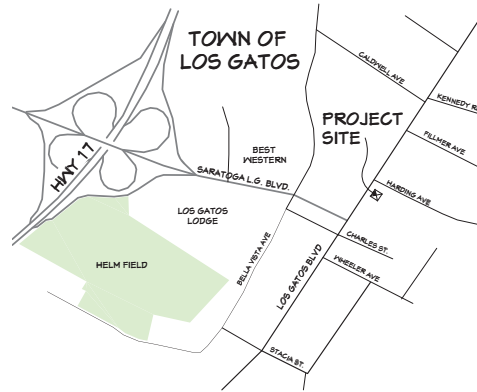 TOWN OF
LOS GATOS
CALDWELL AVE
KENNEDY R
PROJECT
SITE
FILLMER AVE
HWY 17
BEST
WESTERN
SARATOGA L.G. BLVD.
HARDING AVE
LOS GATOS
LODGE
CHARLES ST.
WHEELER AVE
BELLA VISTA AVE
LOS GATOS BLVD
HELM FIELD
STACIA ST.